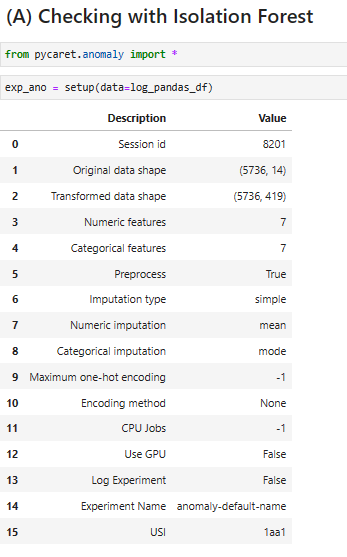 (A) Checking with Isolation Forest
from pycaret.anomaly import *
exp_ano = setup(data=log_pandas_df)
Description Value
0 Session id 8201
1 Original data shape (5736, 14)
2 Transformed data shape (5736, 419)
3 Numeric features 7
4 Categorical features 7
5 Preprocess True
6 Imputation type simple
7 Numeric imputation mean
8 Categorical imputation mode
9 Maximum one-hot encoding -1
10 Encoding method None
11 CPU Jobs -1
12 Use GPU False
13 Log Experiment False
14 Experiment Name anomaly-default-name
15 USI 1aa1